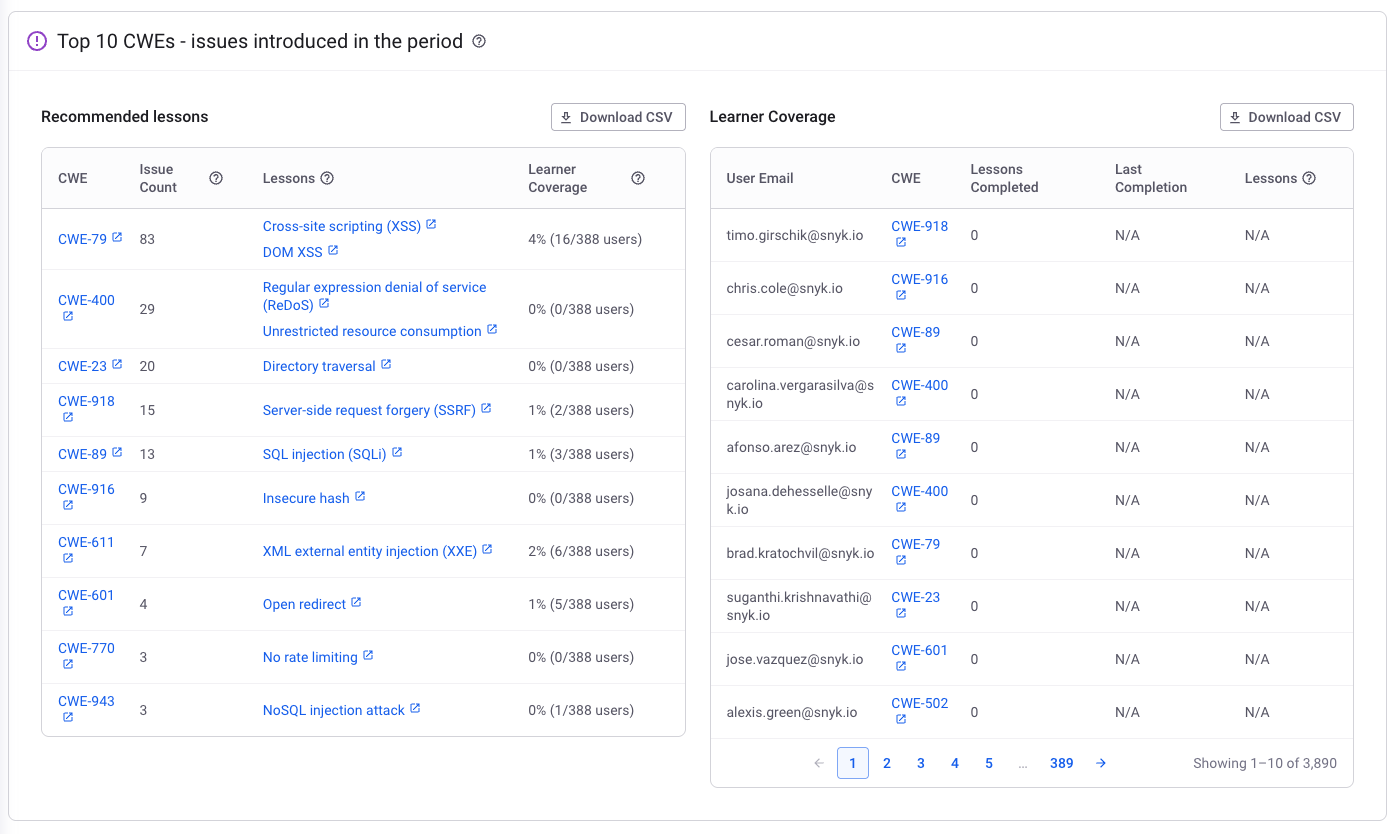 Top 10 CWEs - issues introduced in the period
Recommended lessons
Download CSV
CWE
Issue
Count
Lessons
Learner
Coverage
CWE-79
83
Cross-site scripting (XSS)
DOM XSS
4% (16/388 users)
CWE-400
29
Regular expression denial of service
(ReDoS)
Unrestricted resource consumption
0% (0/388 users)
CWE-23
20
Directory traversal
0% (0/388 users)
CWE-918
15
Server-side request forgery (SSRF)
1% (2/388 users)
CWE-89
13
SQL injection (SQLi)
1% (3/388 users)
CWE-916
9
Insecure hash
0% (0/388 users)
CWE-611
7
XML external entity injection (XXE)
2% (6/388 users)
CWE-601
4
Open redirect
1% (5/388 users)
CWE-770
3
No rate limiting
0% (0/388 users)
CWE-943
3
NoSQL injection attack
0% (1/388 users)
Learner Coverage
Download CSV
User Email
CWE
Lessons
Completed
Last
Completion
Lessons
timo.girschik@snyk.io
CWE-918
0
N/A
N/A
chris.cole@snyk.io
CWE-916
0
N/A
N/A
cesar.roman@snyk.io
CWE-89
0
N/A
N/A
carolina.vergarasilva@s
nyk.io
CWE-400
0
N/A
N/A
afonso.arez@snyk.io
CWE-89
0
N/A
N/A
josana.dehesselle@sny
k.io
CWE-400
0
N/A
N/A
brad.kratochvil@snyk.io
CWE-79
0
N/A
N/A
suganthi.krishnavathi@
snyk.io
CWE-23
0
N/A
N/A
jose.vazquez@snyk.io
CWE-601
0
N/A
N/A
alexis.green@snyk.io
CWE-502
0
N/A
N/A
← 1 2 3 4 5 ... 389 →
Showing 1–10 of 3,890